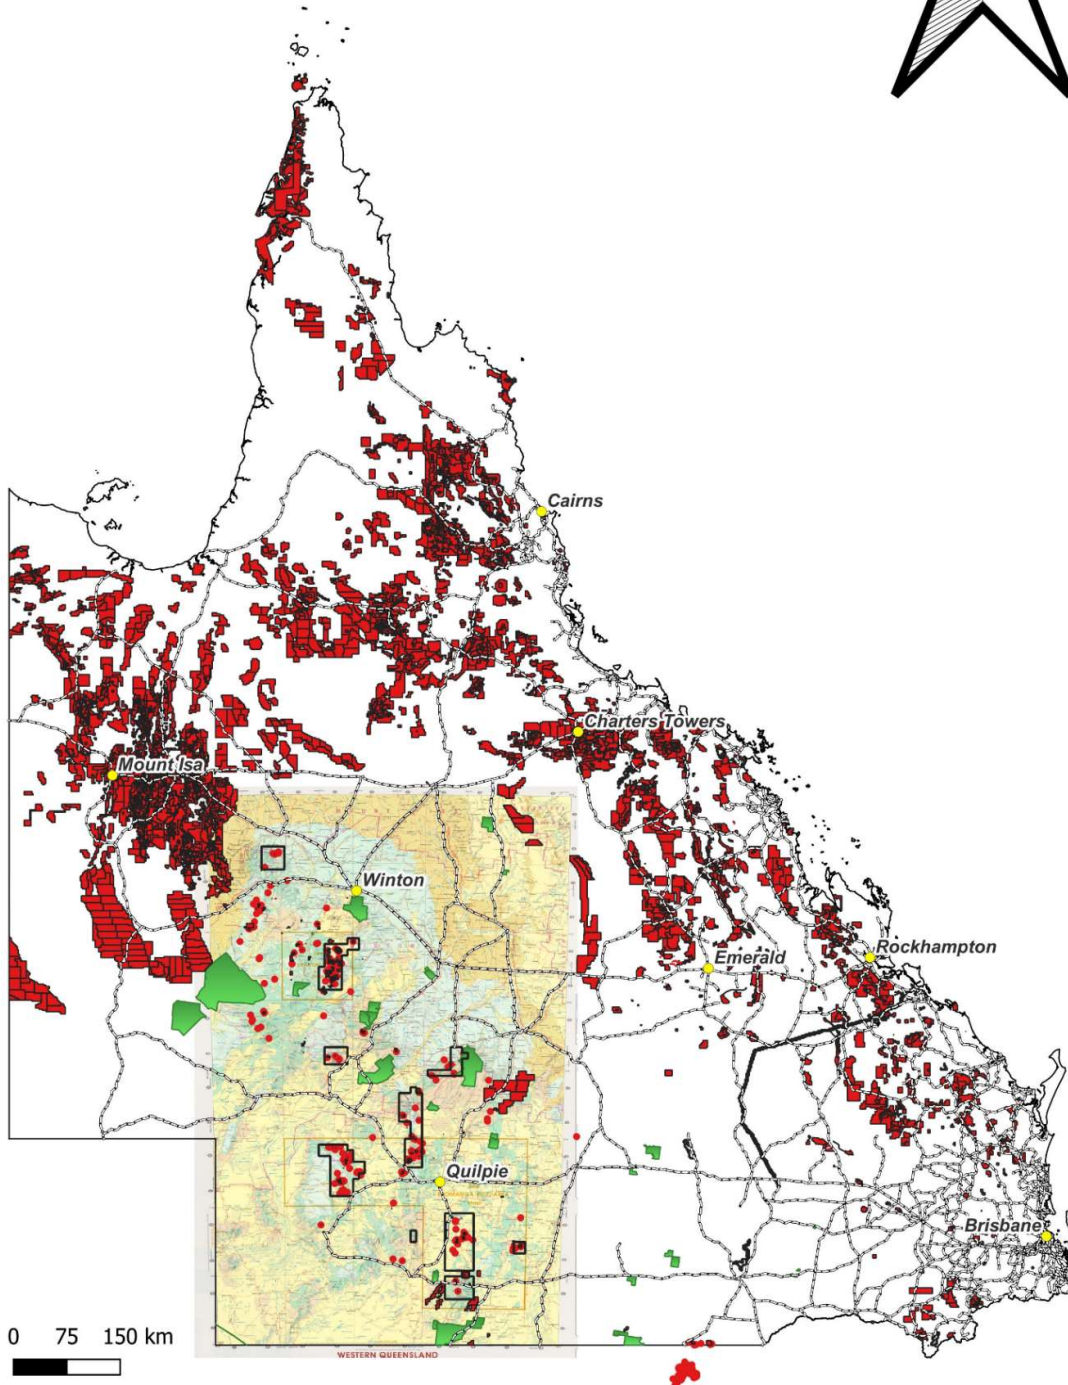 Cairns
Charters Towers
Mount Isa
Winton
Emerald
Rockhampton
Quilpie
Brisbane
0 75 150 km
WESTERN QUEENSLAND